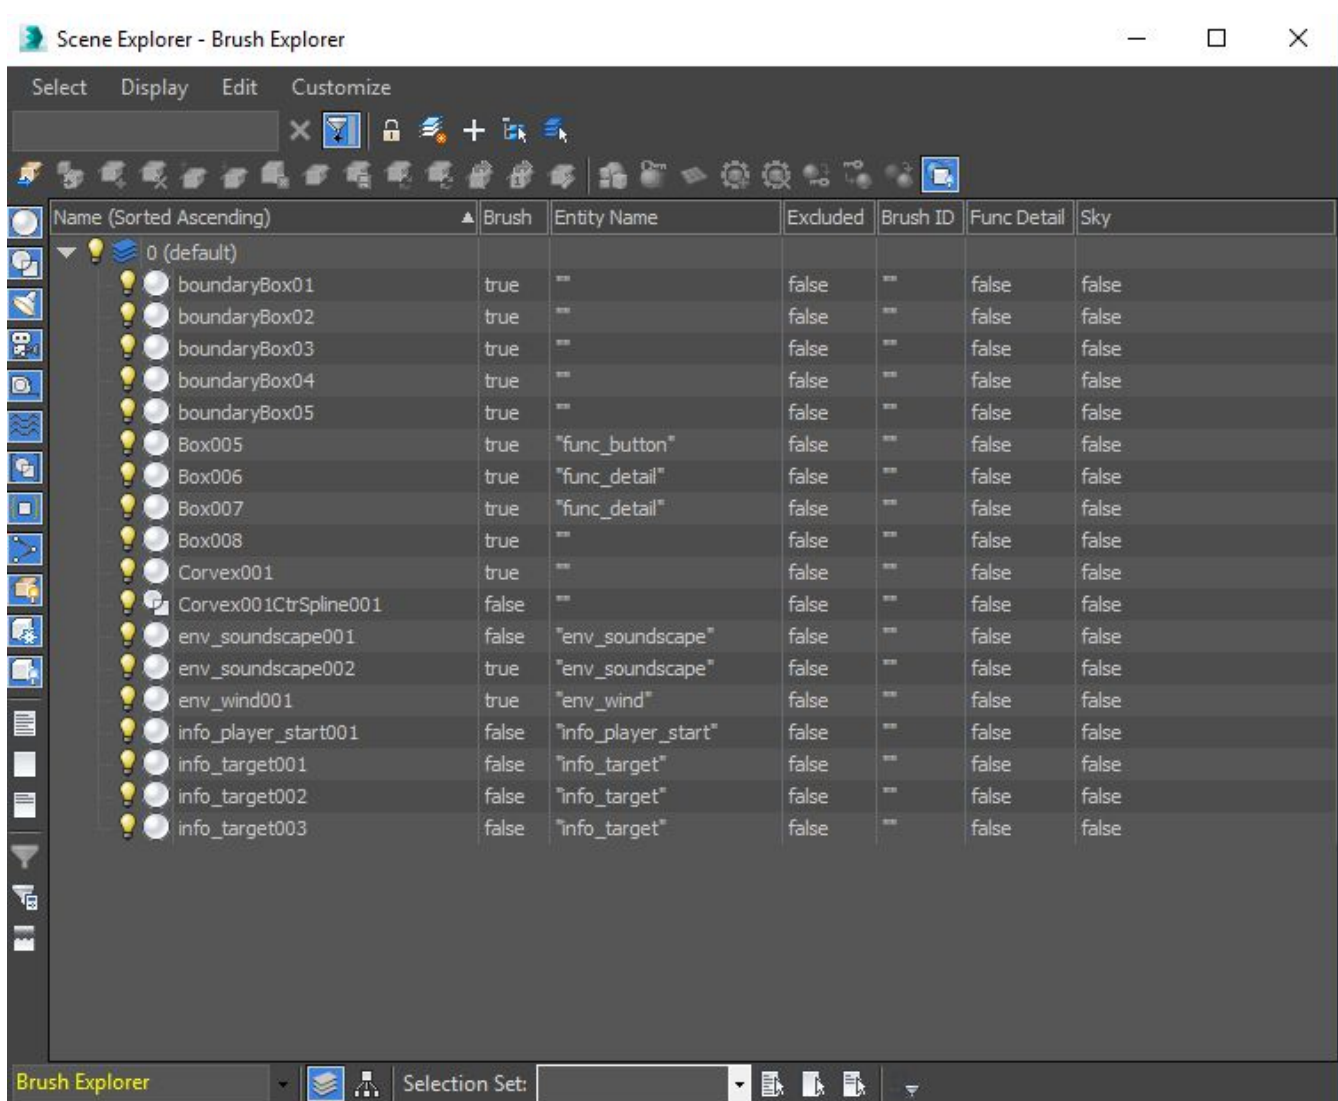 Scene Explorer - Brush Explorer
Select Display Edit Customize
Name (Sorted Ascending) Brush Entity Name Excluded Brush ID Func Detail Sky
0 (default)
boundaryBox01 true "" false "" false false
boundaryBox02 true "" false "" false false
boundaryBox03 true "" false "" false false
boundaryBox04 true "" false "" false false
boundaryBox05 true "" false "" false false
Box005 true "func_button" false "" false false
Box006 true "func_detail" false "" false false
Box007 true "func_detail" false "" false false
Box008 true "" false "" false false
Corvex001 true "" false "" false false
Corvex001CtrSpline001 false "" false "" false false
env_soundscape001 false "env_soundscape" false "" false false
env_soundscape002 true "env_soundscape" false "" false false
env_wind001 true "env_wind" false "" false false
info_player_start001 false "info_player_start" false "" false false
info_target001 false "info_target" false "" false false
info_target002 false "info_target" false "" false false
info_target003 false "info_target" false "" false false
Brush Explorer Selection Set: